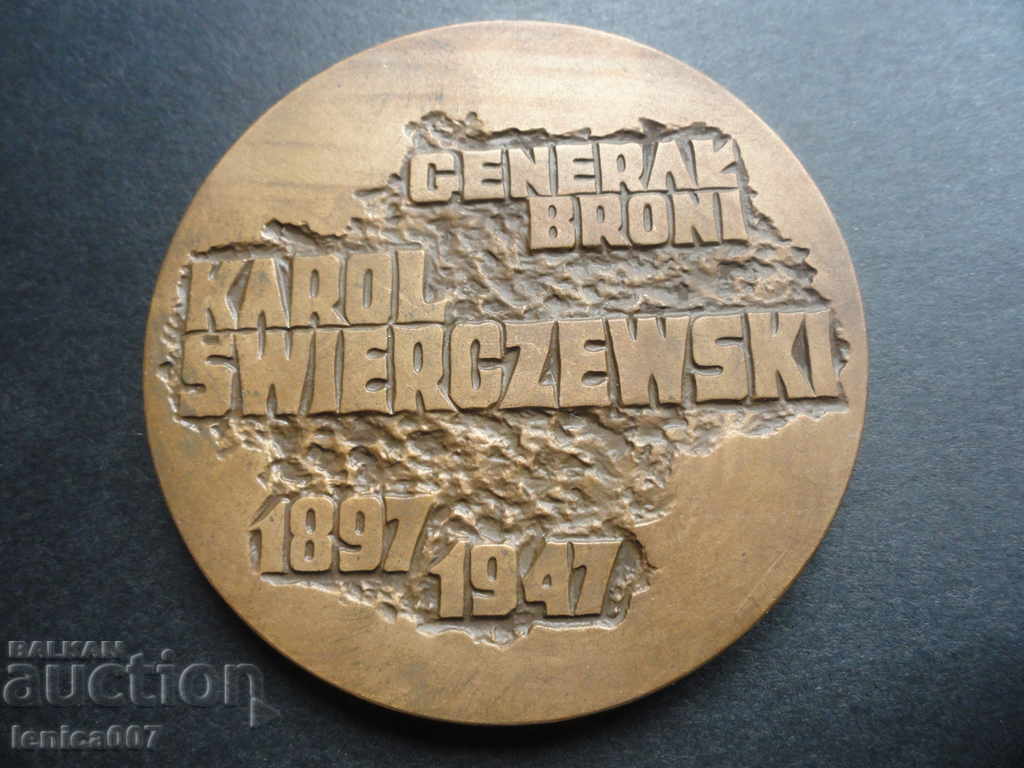 GENERAŁ
BRONI
KAROL
ŚWIERCZEWSKI
1897
1947
BALKAN
auction
lenica007